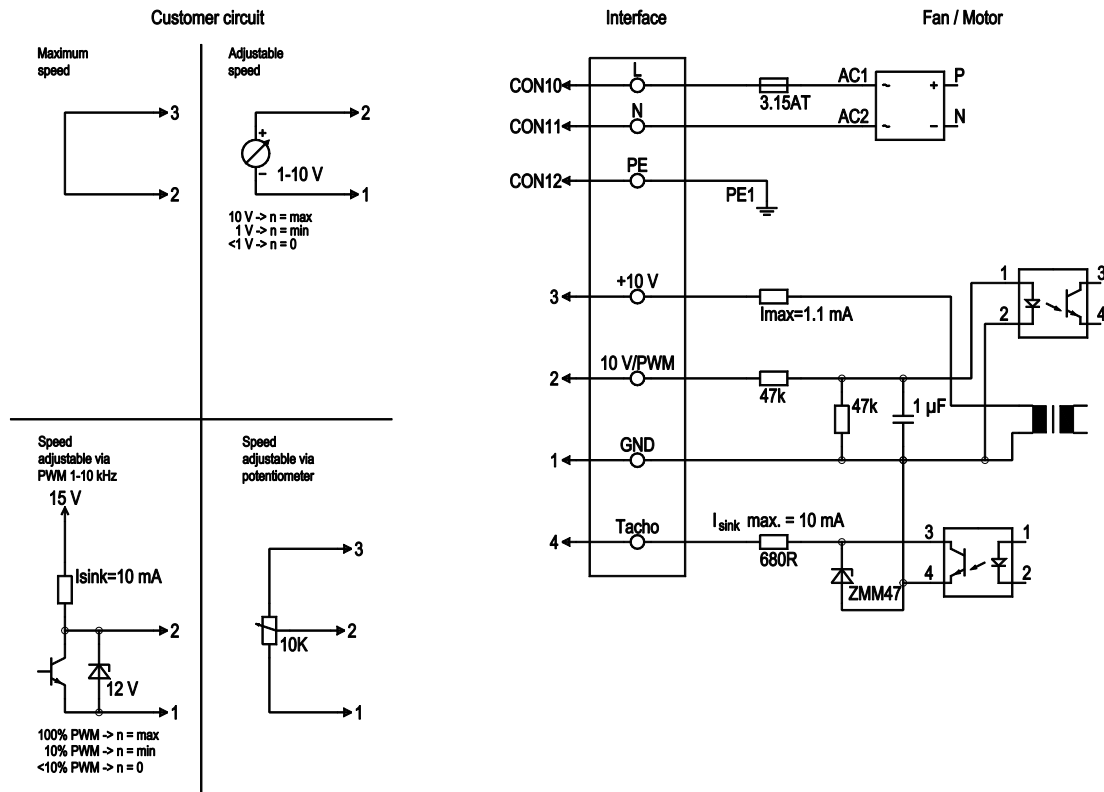 Customer circuit
Interface
Fan / Motor
Maximum
speed
3
2
Adjustable
speed
2
+
1-10 V
−
1
10 V -> n = max
1 V -> n = min
<1 V -> n = 0
Speed
adjustable via
PWM 1-10 kHz
15 V
Isink=10 mA
2
12 V
1
100% PWM -> n = max
10% PWM -> n = min
<10% PWM -> n = 0
Speed
adjustable via
potentiometer
3
2
10K
1
L
CON10
3.15AT
AC1
~ +
P
N
CON11
AC2
~ −
N
PE
CON12
PE1
+10 V
3
Imax=1.1 mA
1
3
2
4
10 V/PWM
2
47k
47k
1 µF
GND
1
Tacho
4
Isink max. = 10 mA
680R
ZMM47
3
1
4
2